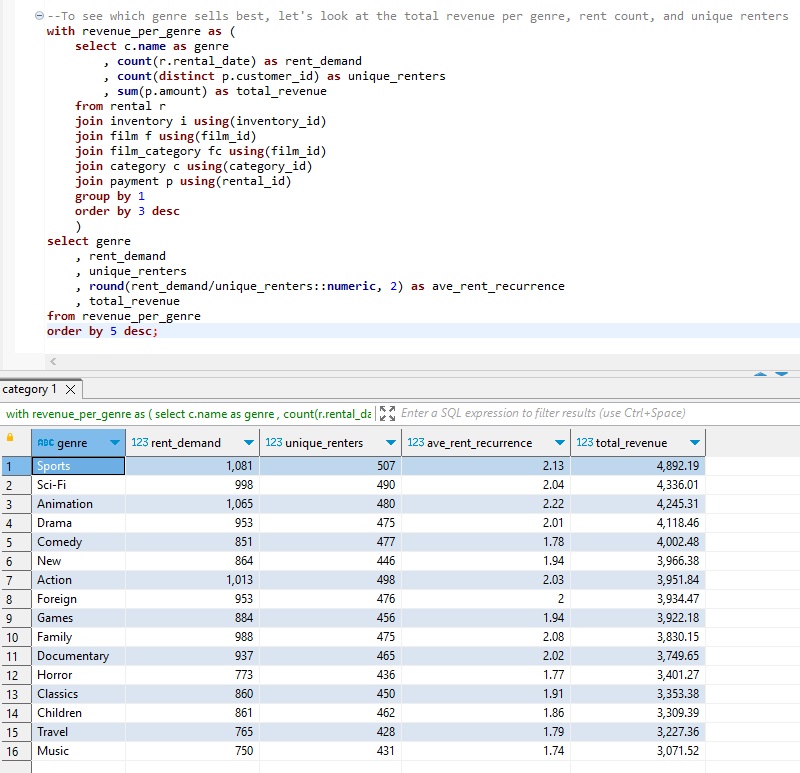 --To see which genre sells best, let's look at the total revenue per genre, rent count, and unique renters
with revenue_per_genre as (
select c.name as genre
, count(r.rental_date) as rent_demand
, count(distinct p.customer_id) as unique_renters
, sum(p.amount) as total_revenue
from rental r
join inventory i using(inventory_id)
join film f using(film_id)
join film_category fc using(film_id)
join category c using(category_id)
join payment p using(rental_id)
group by 1
order by 3 desc
)
select genre
, rent_demand
, unique_renters
, round(rent_demand/unique_renters::numeric, 2) as ave_rent_recurrence
, total_revenue
from revenue_per_genre
order by 5 desc;
category 1
with revenue_per_genre as ( select c.name as genre , count(r.rental_da Enter a SQL expression to filter results (use Ctrl+Space)
ABC genre 123 rent_demand 123 unique_renters 123 ave_rent_recurrence 123 total_revenue
1 Sports 1,081 507 2.13 4,892.19
2 Sci-Fi 998 490 2.04 4,336.01
3 Animation 1,065 480 2.22 4,245.31
4 Drama 953 475 2.01 4,118.46
5 Comedy 851 477 1.78 4,002.48
6 New 864 446 1.94 3,966.38
7 Action 1,013 498 2.03 3,951.84
8 Foreign 953 476 2 3,934.47
9 Games 884 456 1.94 3,922.18
10 Family 988 475 2.08 3,830.15
11 Documentary 937 465 2.02 3,749.65
12 Horror 773 436 1.77 3,401.27
13 Classics 860 450 1.91 3,353.38
14 Children 861 462 1.86 3,309.39
15 Travel 765 428 1.79 3,227.36
16 Music 750 431 1.74 3,071.52